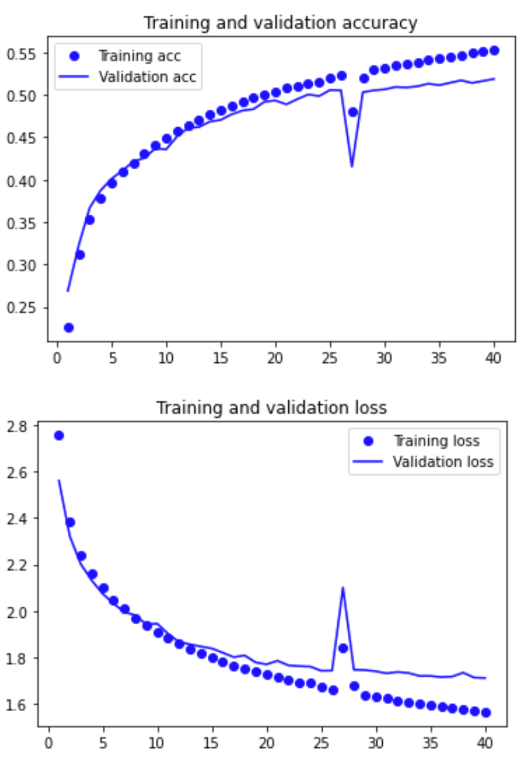 Training and validation accuracy
0.55
Training acc
Validation acc
0.50
0.45
0.40
0.35
0.30
0.25
0 5 10 15 20 25 30 35 40
Training and validation loss
2.8
Training loss
Validation loss
2.6
2.4
2.2
2.0
1.8
1.6
0 5 10 15 20 25 30 35 40